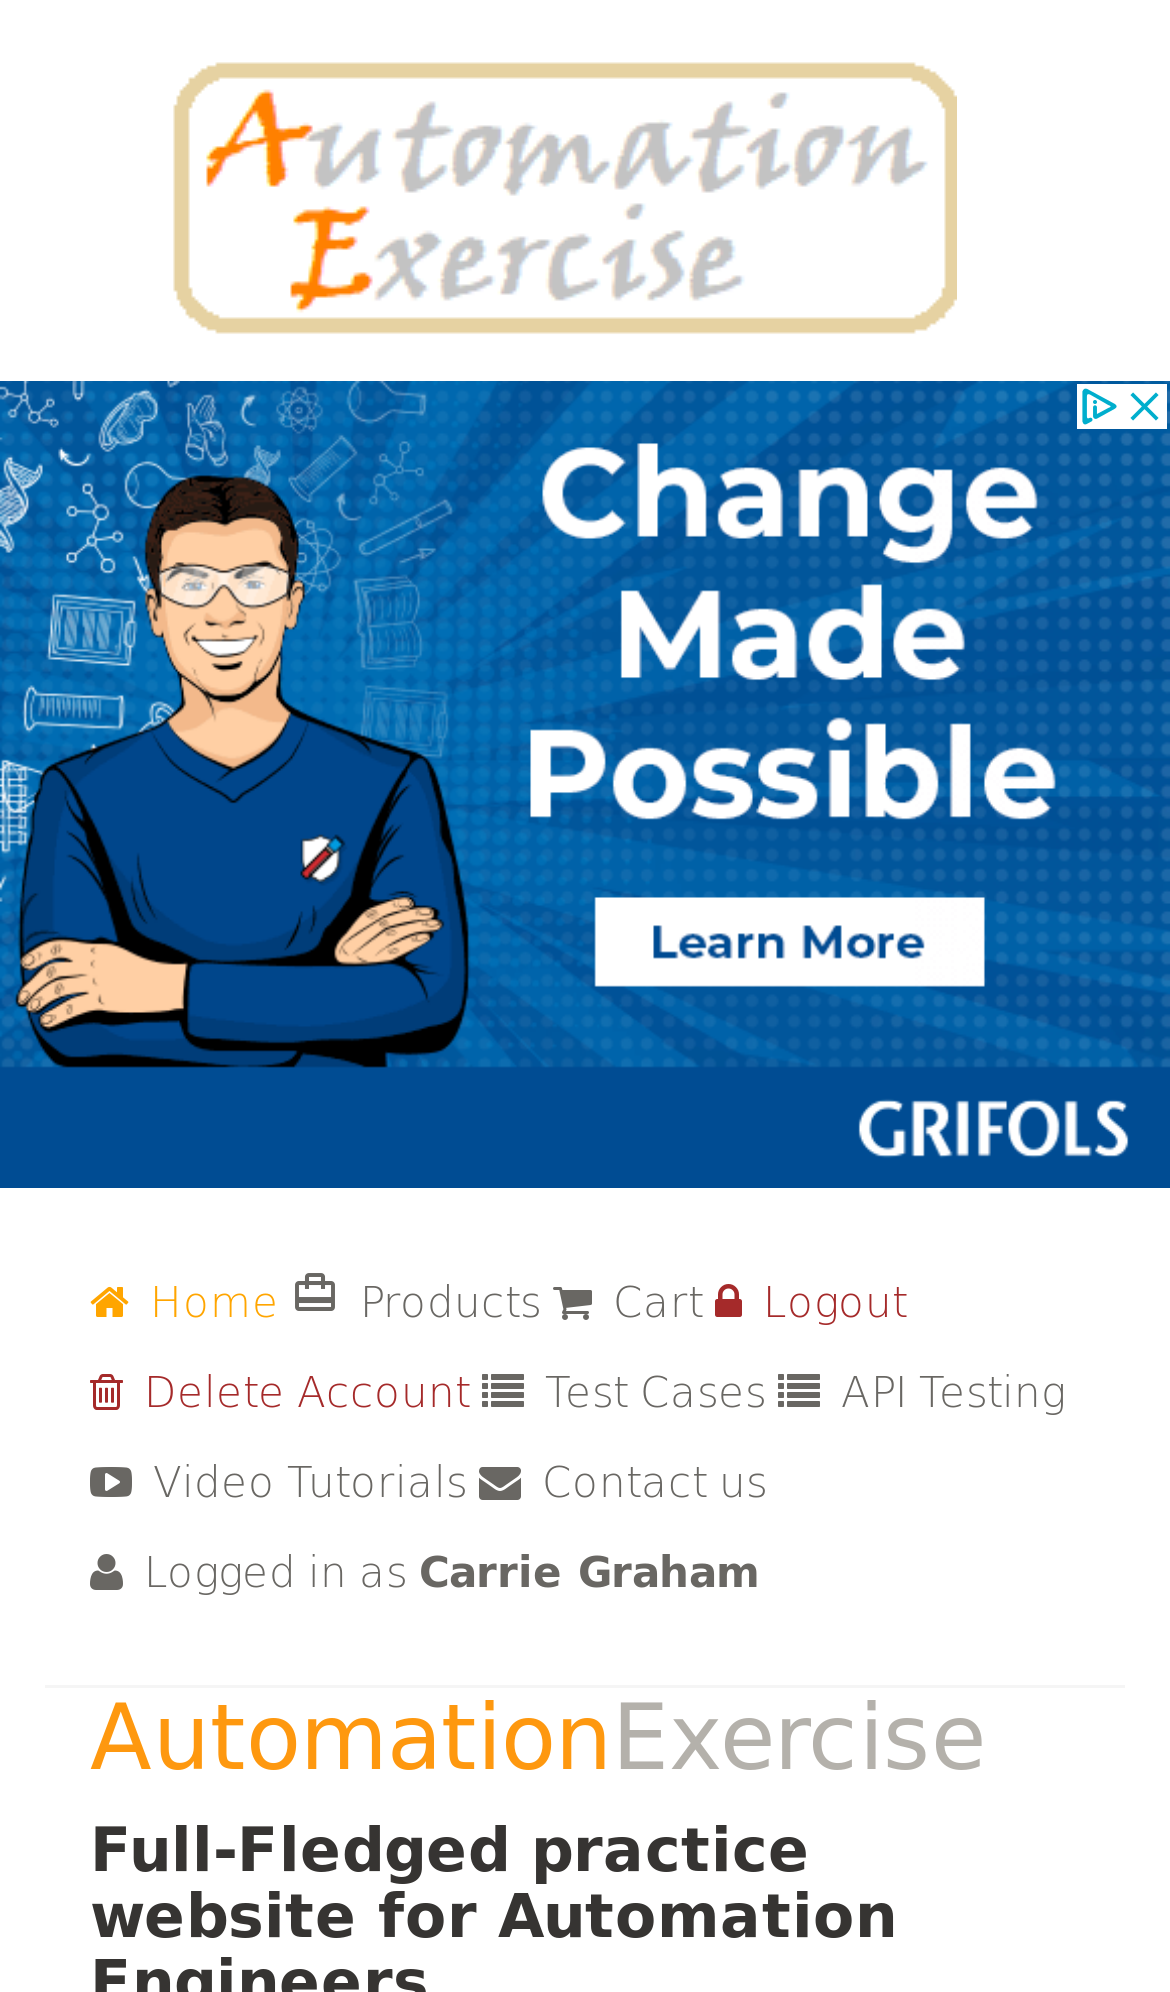 Automation
Exercise
Change
Made
Possible
Learn More
GRIFOLS
Home Products Cart Logout
Delete Account Test Cases API Testing
Video Tutorials Contact us
Logged in as Carrie Graham
AutomationExercise
Full-Fledged practice
website for Automation
Engineers